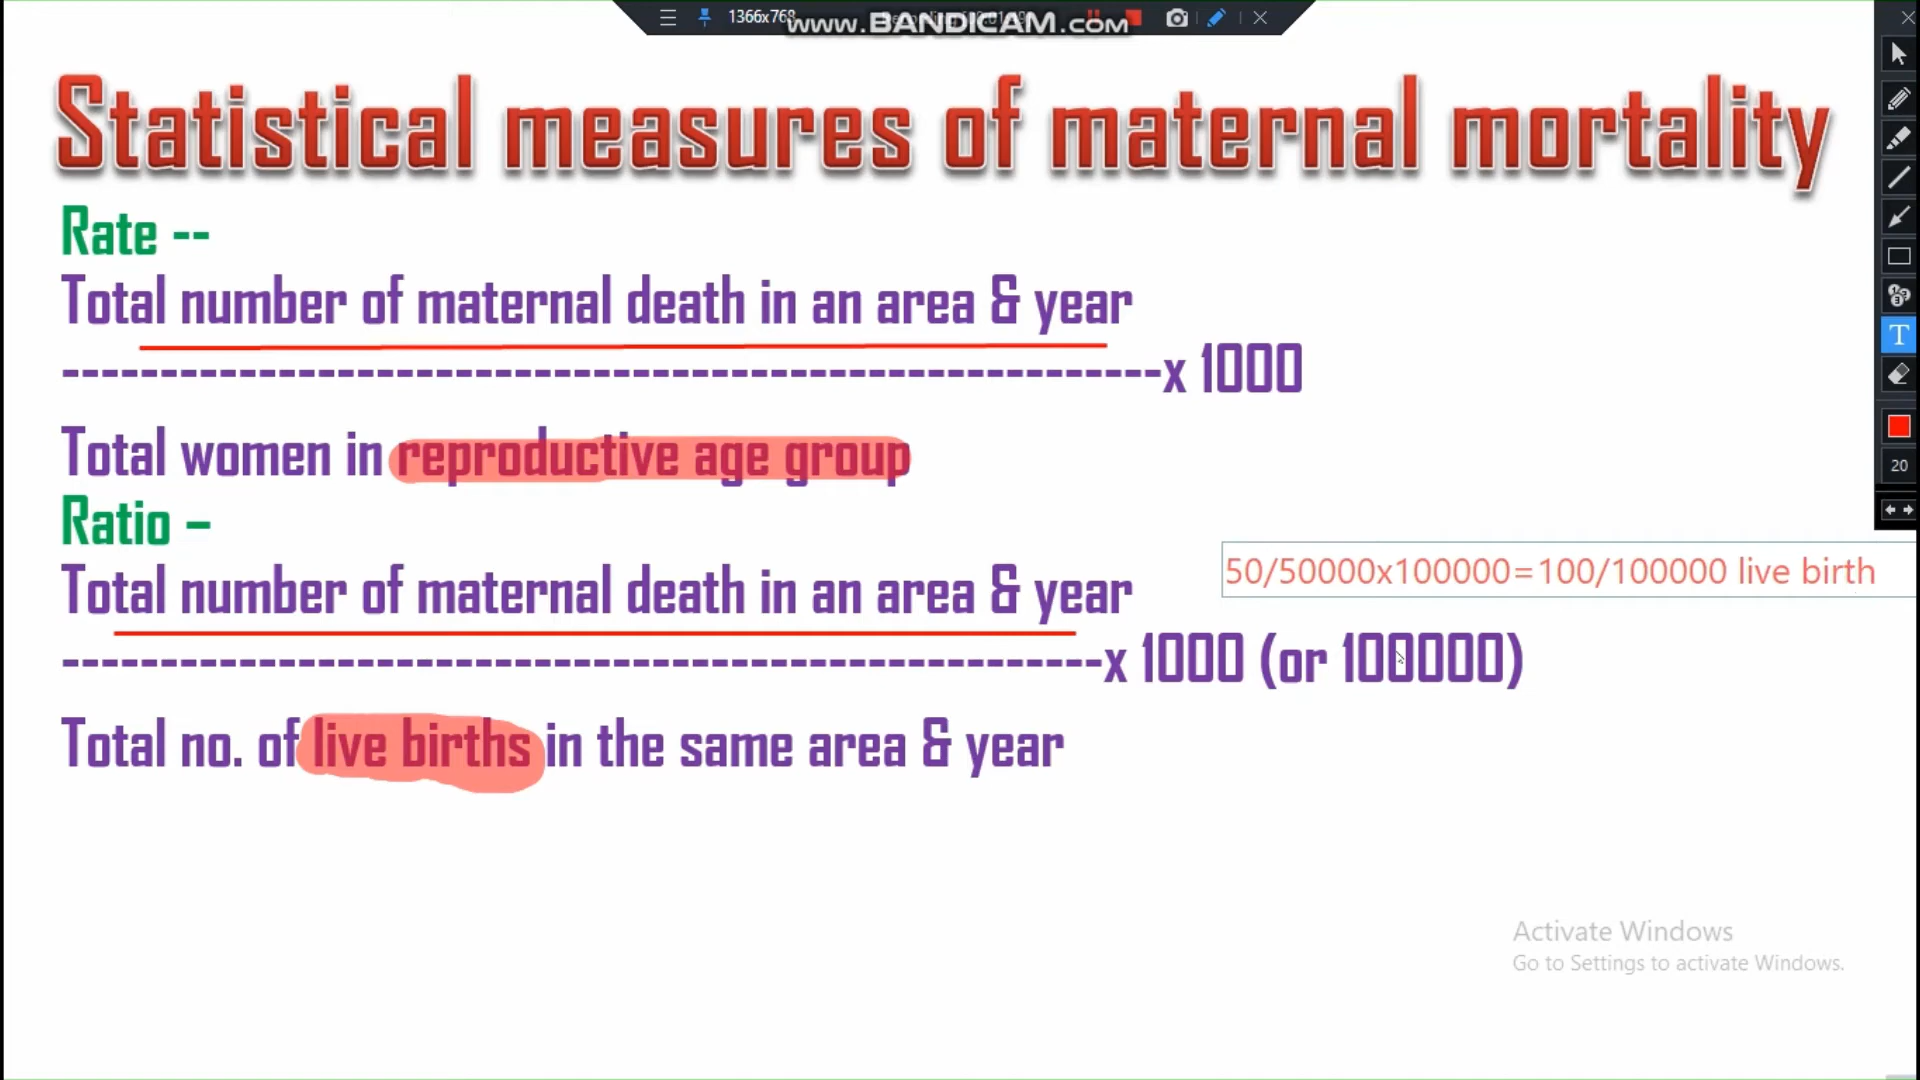 1366x768
www.BANDICAM.com
Statistical measures of maternal mortality
Rate --
Total number of maternal death in an area & year
--------------------------------------------------------x 1000
Total women in reproductive age group
Ratio –
Total number of maternal death in an area & year
50/50000x100000=100/100000 live birth
-----------------------------------------------------x 1000 (or 100000)
Total no. of live births in the same area & year
T
20
Activate Windows
Go to Settings to activate Windows.